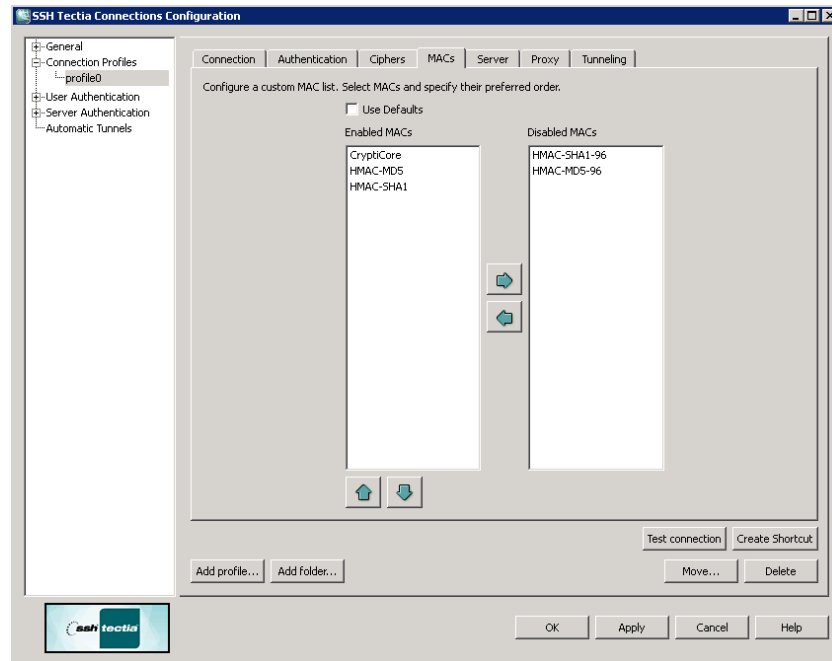 SSH Tectia Connections Configuration
General
Connection Profiles
profile0
User Authentication
Server Authentication
Automatic Tunnels
Connection Authentication Ciphers MACs Server Proxy Tunneling
Configure a custom MAC list. Select MACs and specify their preferred order.
Use Defaults
Enabled MACs
CryptiCore
HMAC-MD5
HMAC-SHA1
Disabled MACs
HMAC-SHA1-96
HMAC-MD5-96
Test connection Create Shortcut
Add profile... Add folder... Move... Delete
ssh tectia
OK Apply Cancel Help